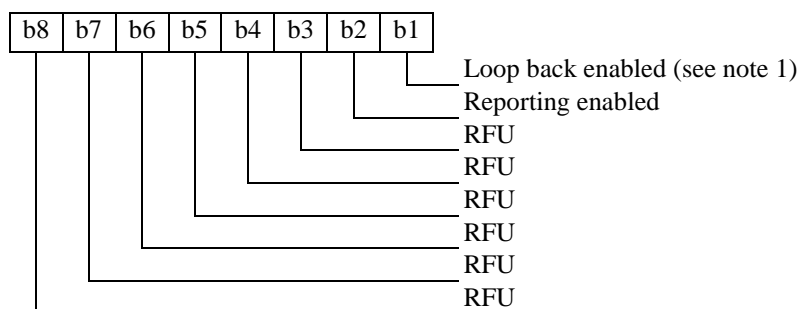 b8 b7 b6 b5 b4 b3 b2 b1
Loop back enabled (see note 1)
Reporting enabled
RFU
RFU
RFU
RFU
RFU
RFU